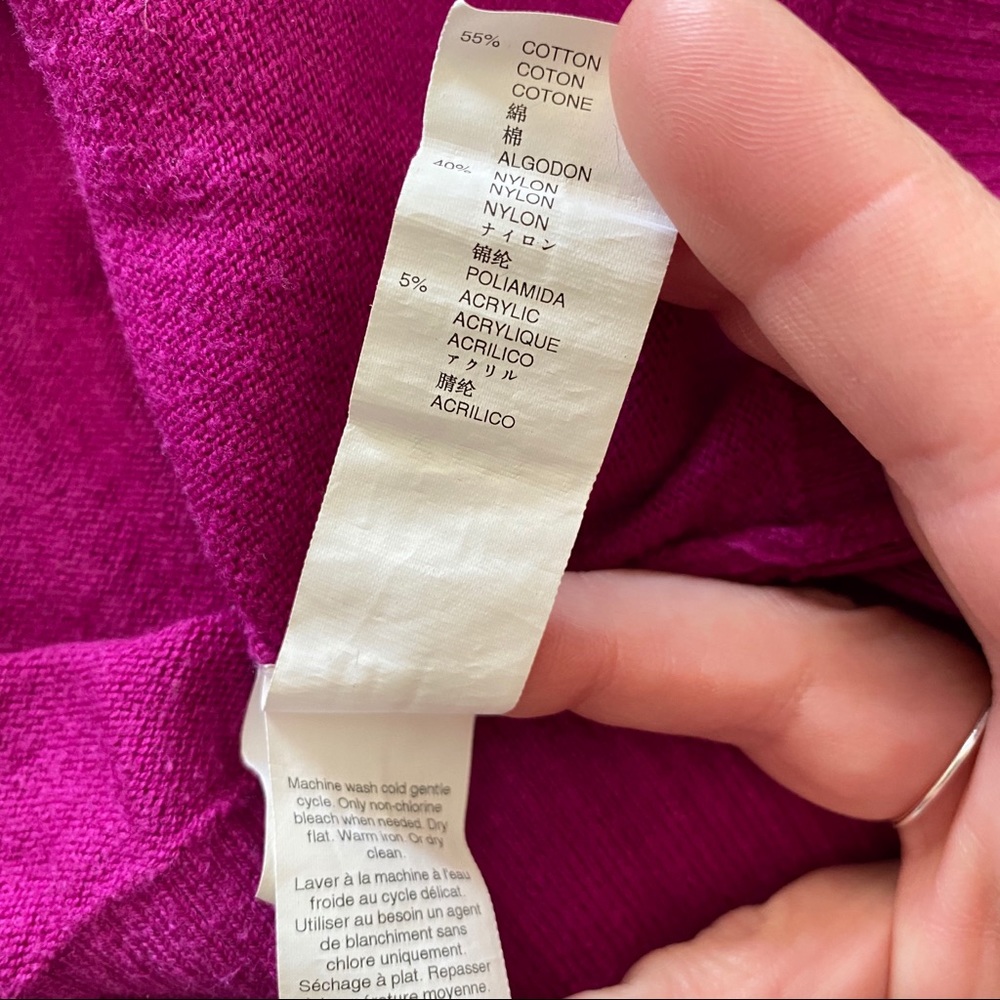 55% COTTON
COTON
COTONE
綿
棉
ALGODON
40% NYLON
NYLON
NYLON
ナイロン
锦纶
POLIAMIDA
5% ACRYLIC
ACRYLIQUE
ACRILICO
アクリル
腈纶
ACRILICO
Machine wash cold gentle
cycle. Only non-chlorine
bleach when needed. Dry
flat. Warm iron. Or dry
clean.
Laver à la machine à l'eau
froide au cycle délicat.
Utiliser au besoin un agent
de blanchiment sans
chlore uniquement.
Séchage à plat. Repasser
moyenne.